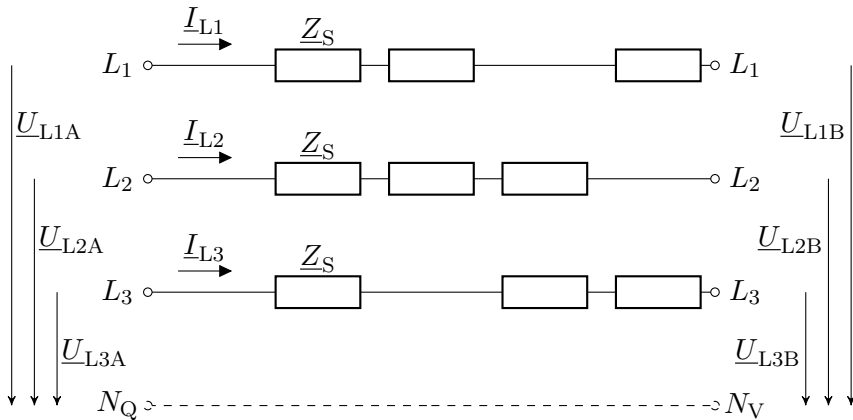 I_L1 Z_S
L_1 L_1
U_L1A U_L1B
I_L2 Z_S
L_2 L_2
U_L2A U_L2B
I_L3 Z_S
L_3 L_3
U_L3A U_L3B
N_Q N_V